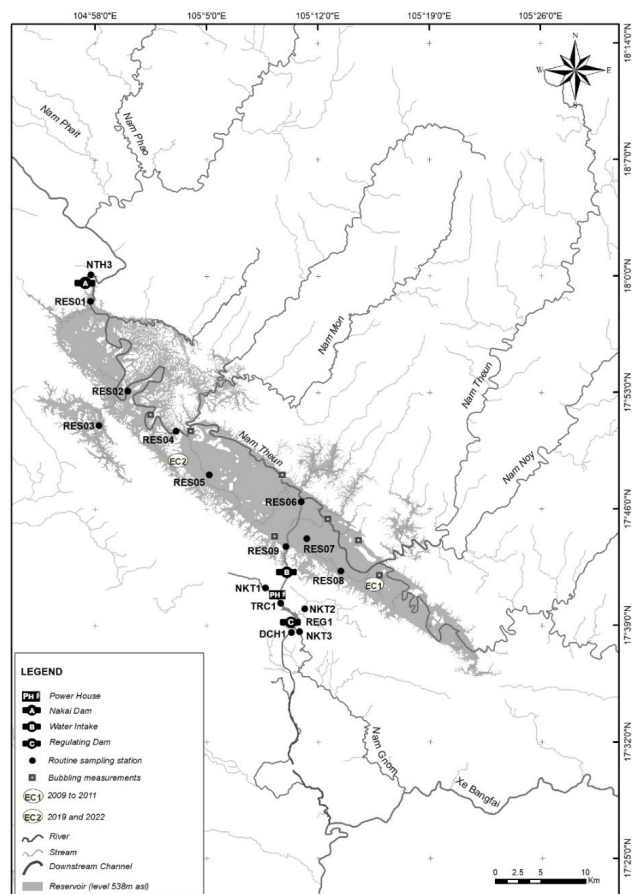 104°58'0"E 105°5'0"E 105°12'0"E 105°19'0"E 105°26'0"E
18°14'0"N
N
W E
S
Nam Phait
Nam Phao
18°7'0"N
NTH3
18°0'0"N
A
RES01
Nam Mon
Nam Theun
RES02
17°53'0"N
RES03
RES04
Nam Theun
EC2
RES05
Nam Noy
RES06
17°46'0"N
RES07
RES09
B
RES08
EC1
NKT1
PH
TRC1
NKT2
17°39'0"N
C
REG1
DCH1
NKT3
LEGEND
PH Power House
A Nakai Dam
B Water Intake
C Regulating Dam
Routine sampling station
Bubbling measurements
EC1 2009 to 2011
EC2 2019 and 2022
River
Stream
Downstream Channel
Reservoir (level 538m asl)
17°32'0"N
Nam Gnom
Xe Bangfai
17°25'0"N
0 2.5 5 10
Km